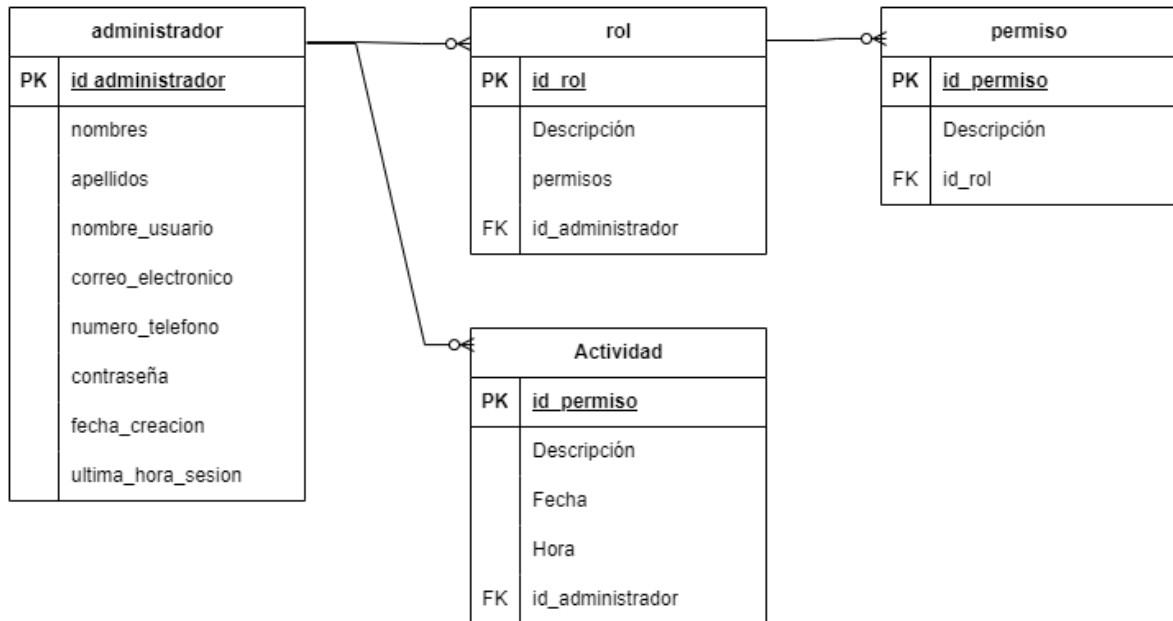 administrador
PK id administrador
nombres
apellidos
nombre_usuario
correo_electronico
numero_telefono
contraseña
fecha_creacion
ultima_hora_sesion
rol
PK id_rol
Descripción
permisos
FK id_administrador
permiso
PK id_permiso
Descripción
FK id_rol
Actividad
PK id_permiso
Descripción
Fecha
Hora
FK id_administrador